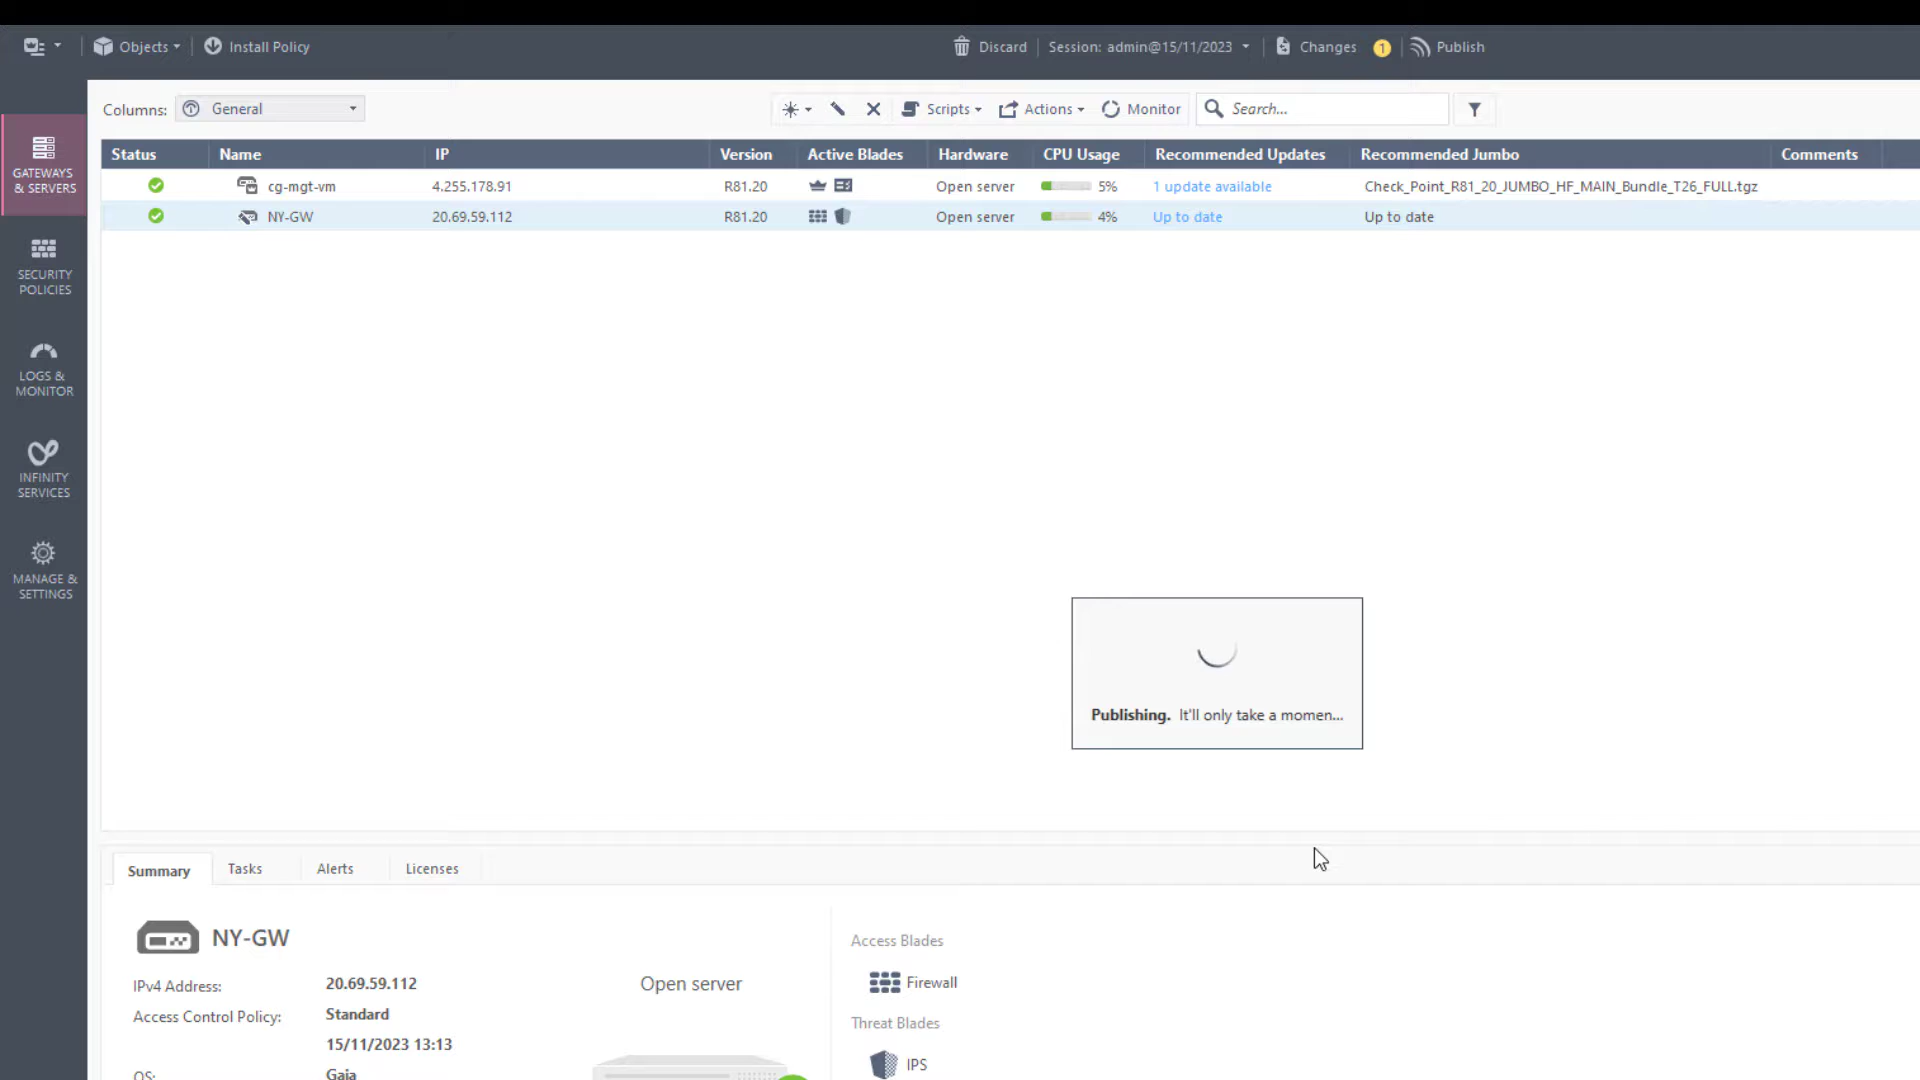 Objects
Install Policy
Discard
Session: admin@15/11/2023
Changes
1
Publish
Columns:
General
Scripts
Actions
Monitor
Search...
GATEWAYS
& SERVERS
SECURITY
POLICIES
LOGS &
MONITOR
INFINITY
SERVICES
MANAGE &
SETTINGS
Status Name IP Version Active Blades Hardware CPU Usage Recommended Updates Recommended Jumbo Comments
cg-mgt-vm 4.255.178.91 R81.20 Open server 5% 1 update available Check_Point_R81_20_JUMBO_HF_MAIN_Bundle_T26_FULL.tgz
NY-GW 20.69.59.112 R81.20 Open server 4% Up to date Up to date
Publishing. It'll only take a momen...
Summary Tasks Alerts Licenses
NY-GW
IPv4 Address: 20.69.59.112
Access Control Policy: Standard
15/11/2023 13:13
OS: Gaia
Open server
Access Blades
Firewall
Threat Blades
IPS